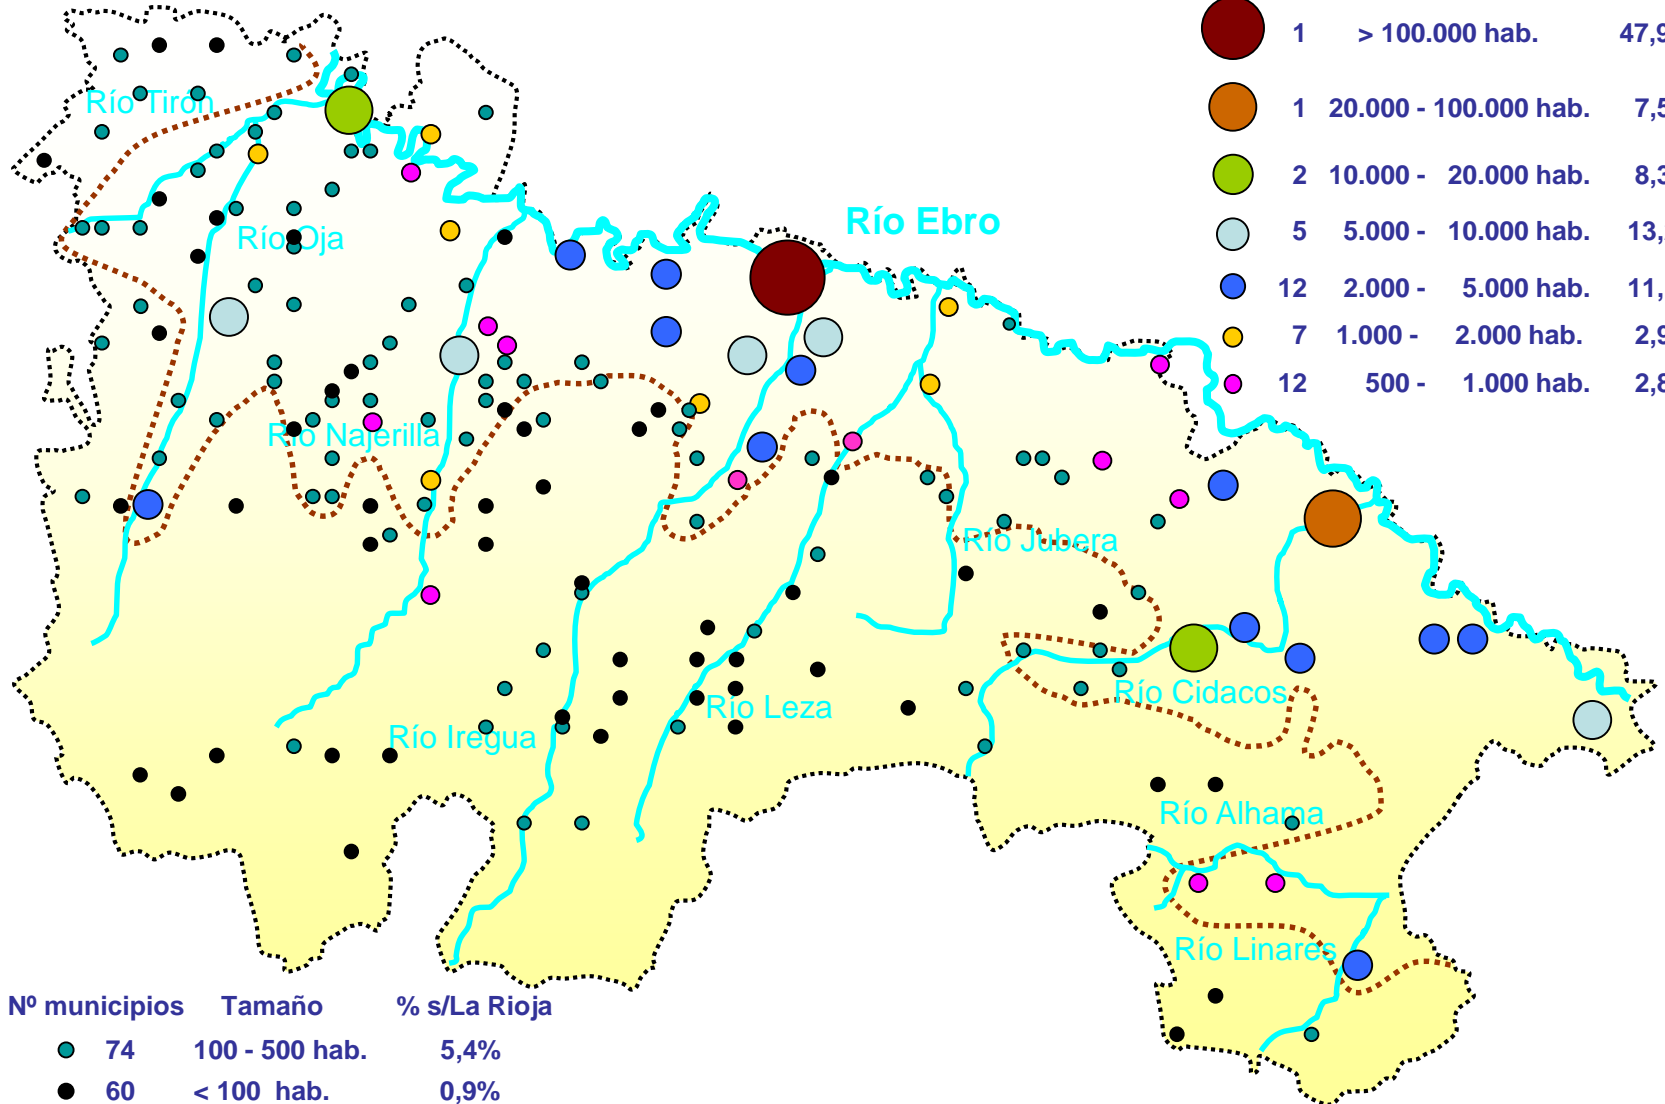 1 > 100.000 hab. 47,9
1 20.000 - 100.000 hab. 7,5
2 10.000 - 20.000 hab. 8,3
5 5.000 - 10.000 hab. 13,
12 2.000 - 5.000 hab. 11,
7 1.000 - 2.000 hab. 2,9
12 500 - 1.000 hab. 2,8
Río Tirón
Río Ebro
Río Oja
Río Najerilla
Río Jubera
Río Cidacos
Río Leza
Río Iregua
Río Alhama
Río Linares
Nº municipios Tamaño % s/La Rioja
74 100 - 500 hab. 5,4%
60 < 100 hab. 0,9%